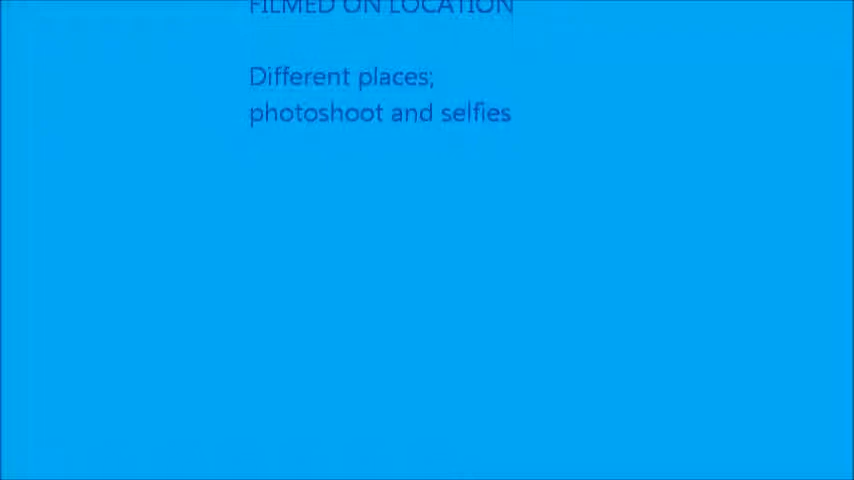 FILMED ON LOCATION
Different places;
photoshoot and selfies